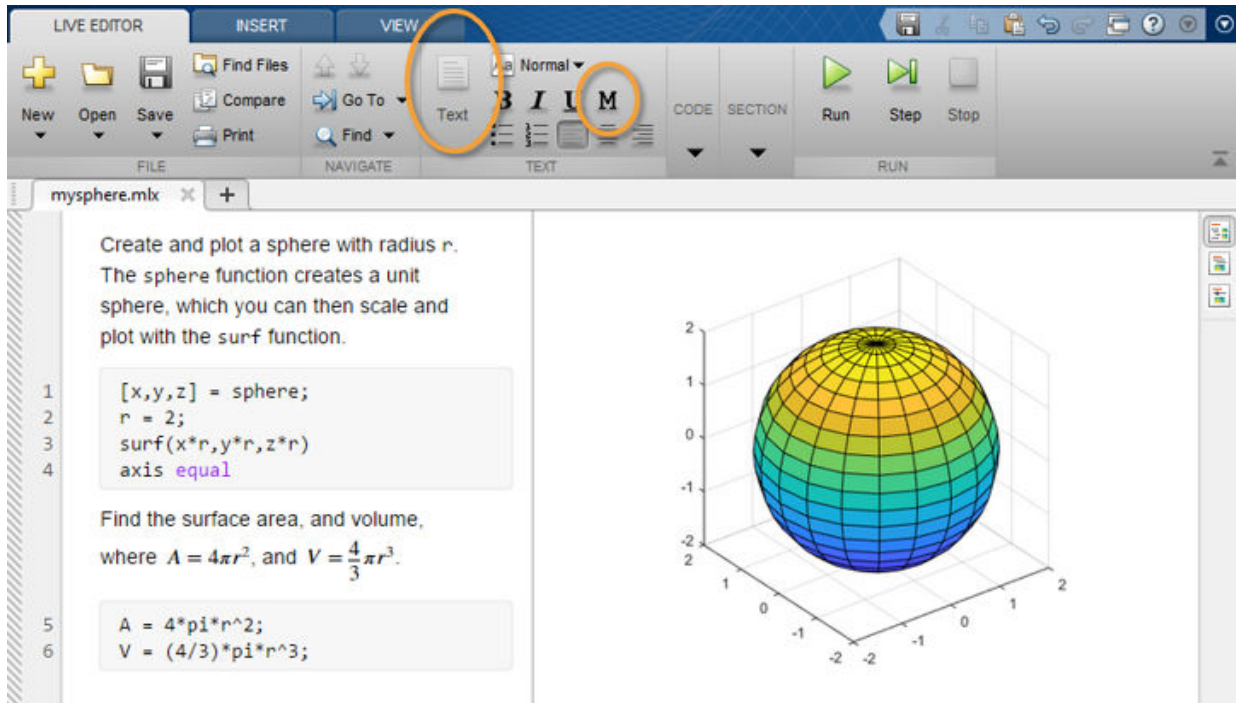 LIVE EDITOR INSERT VIEW
Find Files
Compare
Print
New Open Save
Go To
Find
Text
Aa Normal
B I U M
CODE SECTION
Run Step Stop
FILE NAVIGATE TEXT RUN
mysphere.mlx
Create and plot a sphere with radius r.
The sphere function creates a unit
sphere, which you can then scale and
plot with the surf function.
1 [x,y,z] = sphere;
2 r = 2;
3 surf(x*r,y*r,z*r)
4 axis equal
Find the surface area, and volume,
where A = 4πr², and V = 4/3 πr³.
5 A = 4*pi*r^2;
6 V = (4/3)*pi*r^3;
2
1
0
-1
-2
2
1
0
-1
-2
-2
-1
0
1
2